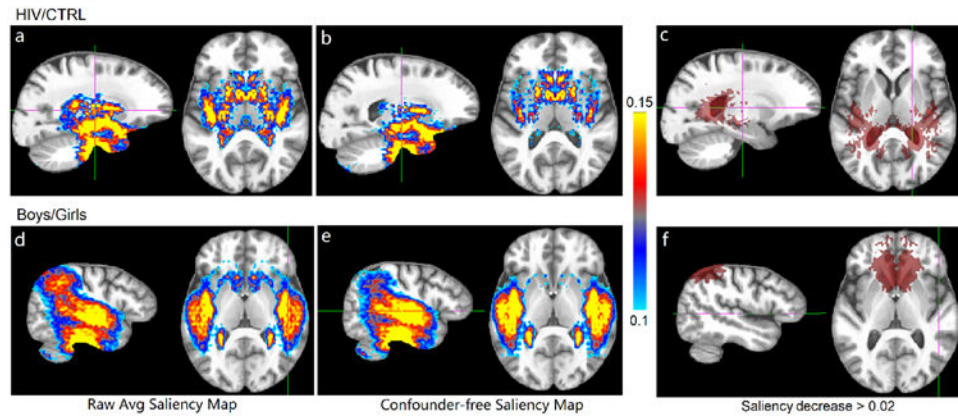 HIV/CTRL
a
b
c
0.15
Boys/Girls
d
e
f
0.1
Raw Avg Saliency Map
Confounder-free Saliency Map
Saliency decrease > 0.02